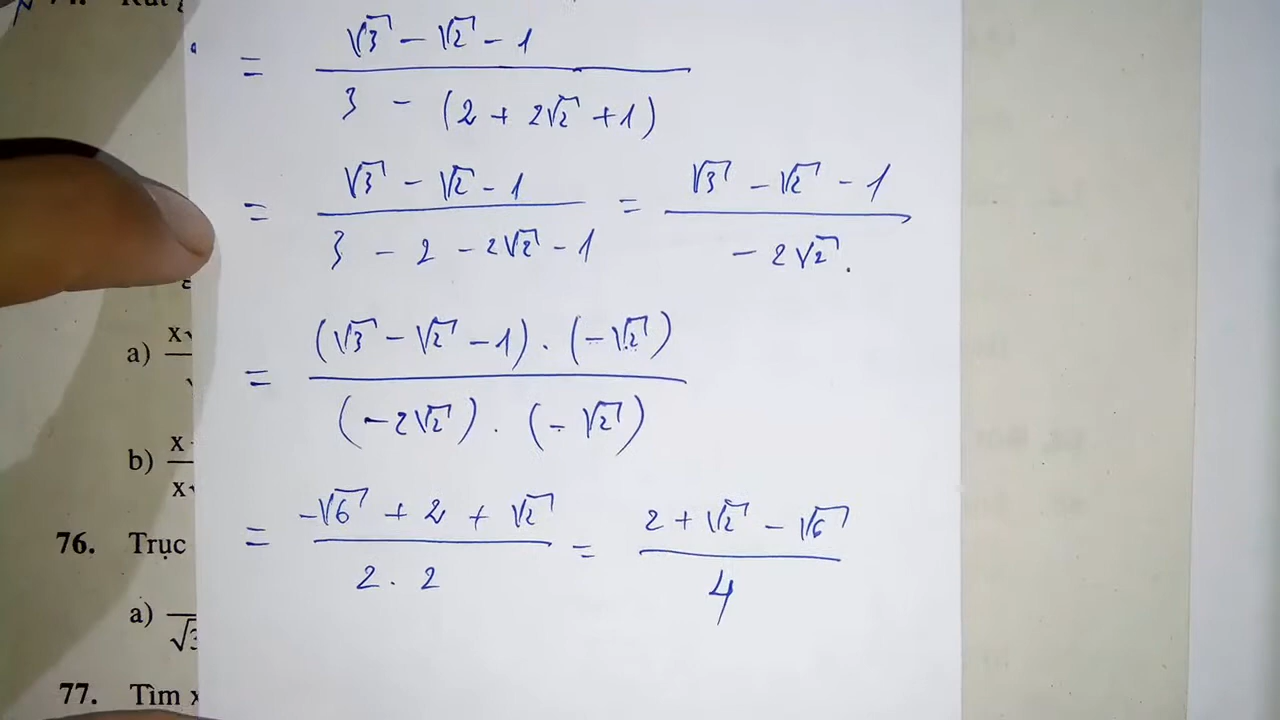 = (√3 - √2 - 1) / (3 - (2 + 2√2 + 1))
= (√3 - √2 - 1) / (3 - 2 - 2√2 - 1) = (√3 - √2 - 1) / (-2√2).
= ((√3 - √2 - 1) . (-√2)) / ((-2√2) . (-√2))
= (-√6 + 2 + √2) / (2 . 2) = (2 + √2 - √6) / 4
a) x
b) x
x
76. Trục
a) √3
77. Tìm x